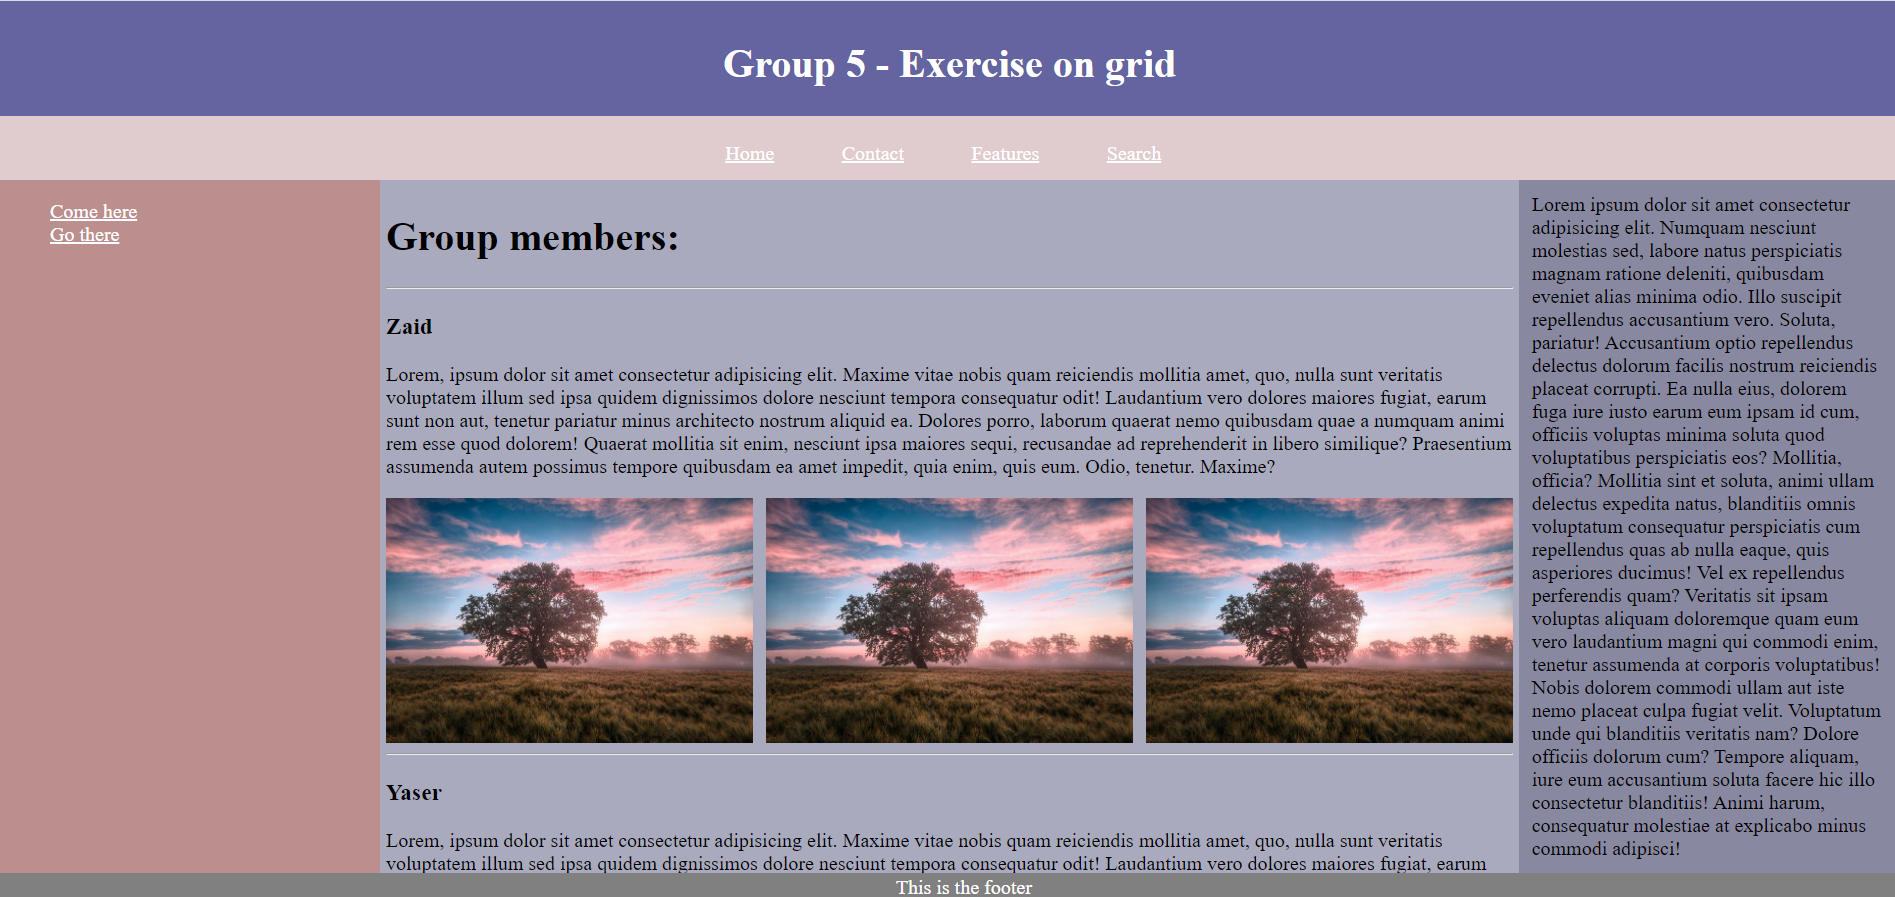 Group 5 - Exercise on grid
Home Contact Features Search
Come here
Go there
Group members:
Zaid
Lorem, ipsum dolor sit amet consectetur adipisicing elit. Maxime vitae nobis quam reiciendis mollitia amet, quo, nulla sunt veritatis
voluptatem illum sed ipsa quidem dignissimos dolore nesciunt tempora consequatur odit! Laudantium vero dolores maiores fugiat, earum
sunt non aut, tenetur pariatur minus architecto nostrum aliquid ea. Dolores porro, laborum quaerat nemo quibusdam quae a numquam animi
rem esse quod dolorem! Quaerat mollitia sit enim, nesciunt ipsa maiores sequi, recusandae ad reprehenderit in libero similique? Praesentium
assumenda autem possimus tempore quibusdam ea amet impedit, quia enim, quis eum. Odio, tenetur. Maxime?
Yaser
Lorem, ipsum dolor sit amet consectetur adipisicing elit. Maxime vitae nobis quam reiciendis mollitia amet, quo, nulla sunt veritatis
voluptatem illum sed ipsa quidem dignissimos dolore nesciunt tempora consequatur odit! Laudantium vero dolores maiores fugiat, earum
Lorem ipsum dolor sit amet consectetur
adipisicing elit. Numquam nesciunt
molestias sed, labore natus perspiciatis
magnam ratione deleniti, quibusdam
eveniet alias minima odio. Illo suscipit
repellendus accusantium vero. Soluta,
pariatur! Accusantium optio repellendus
delectus dolorum facilis nostrum reiciendis
placeat corrupti. Ea nulla eius, dolorem
fuga iure iusto earum eum ipsam id cum,
officiis voluptas minima soluta quod
voluptatibus perspiciatis eos? Mollitia,
officia? Mollitia sint et soluta, animi ullam
delectus expedita natus, blanditiis omnis
voluptatum consequatur perspiciatis cum
repellendus quas ab nulla eaque, quis
asperiores ducimus! Vel ex repellendus
perferendis quam? Veritatis sit ipsam
voluptas aliquam doloremque quam eum
vero laudantium magni qui commodi enim,
tenetur assumenda at corporis voluptatibus!
Nobis dolorem commodi ullam aut iste
nemo placeat culpa fugiat velit. Voluptatum
unde qui blanditiis veritatis nam? Dolore
officiis dolorum cum? Tempore aliquam,
iure eum accusantium soluta facere hic illo
consectetur blanditiis! Animi harum,
consequatur molestiae at explicabo minus
commodi adipisci!
This is the footer